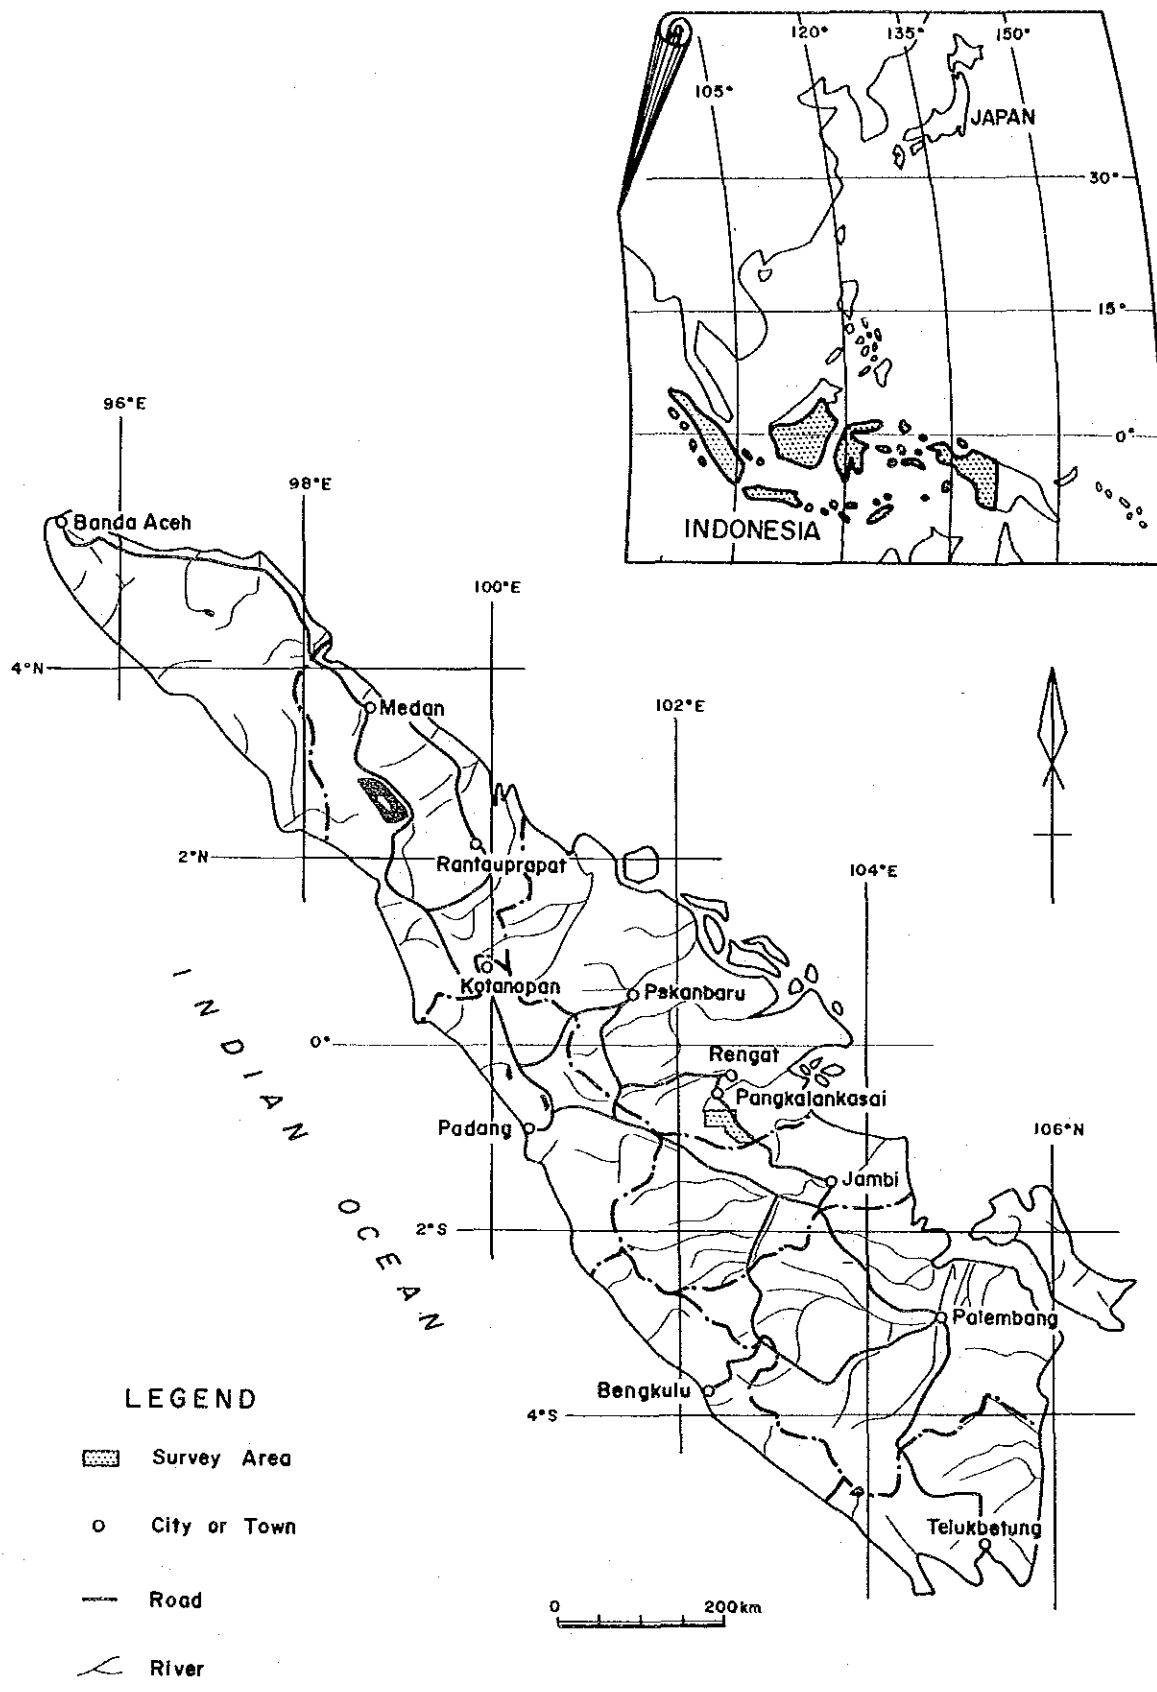 120°
135°
150°
105°
JAPAN
30°
15°
0°
INDONESIA
96°E
98°E
Banda Aceh
100°E
4°N
Medan
102°E
2°N
Rantauprapat
104°E
Kotanopan
Pekanbaru
0°
Rengat
Pangkalankasai
Padang
106°N
Jambi
INDIAN OCEAN
2°S
Palembang
Bengkulu
4°S
Telukbetung
LEGEND
Survey Area
City or Town
Road
River
0 200km